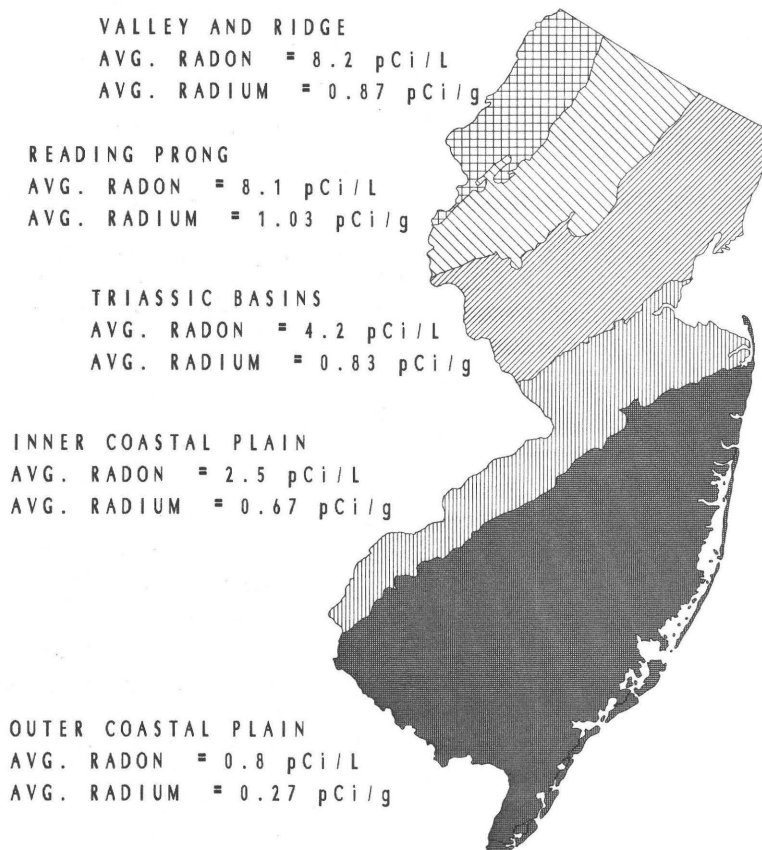 VALLEY AND RIDGE
AVG. RADON = 8.2 pCi/L
AVG. RADIUM = 0.87 pCi/g
READING PRONG
AVG. RADON = 8.1 pCi/L
AVG. RADIUM = 1.03 pCi/g
TRIASSIC BASINS
AVG. RADON = 4.2 pCi/L
AVG. RADIUM = 0.83 pCi/g
INNER COASTAL PLAIN
AVG. RADON = 2.5 pCi/L
AVG. RADIUM = 0.67 pCi/g
OUTER COASTAL PLAIN
AVG. RADON = 0.8 pCi/L
AVG. RADIUM = 0.27 pCi/g